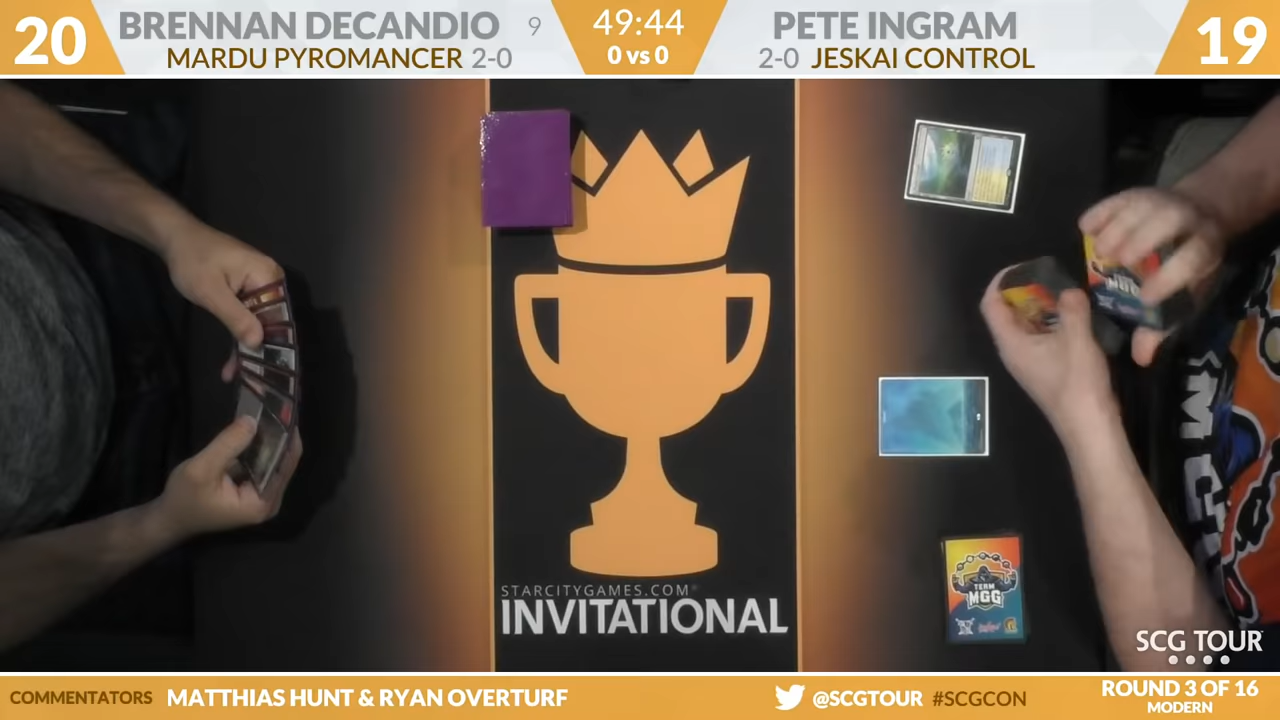 20
BRENNAN DECANDIO 9
MARDU PYROMANCER 2-0
49:44
0 vs 0
PETE INGRAM
2-0 JESKAI CONTROL
19
TEAM
MGG
STARCITYGAMES.COM®
INVITATIONAL
SCG TOUR
COMMENTATORS MATTHIAS HUNT & RYAN OVERTURF
@SCGTOUR #SCGCON
ROUND 3 OF 16
MODERN